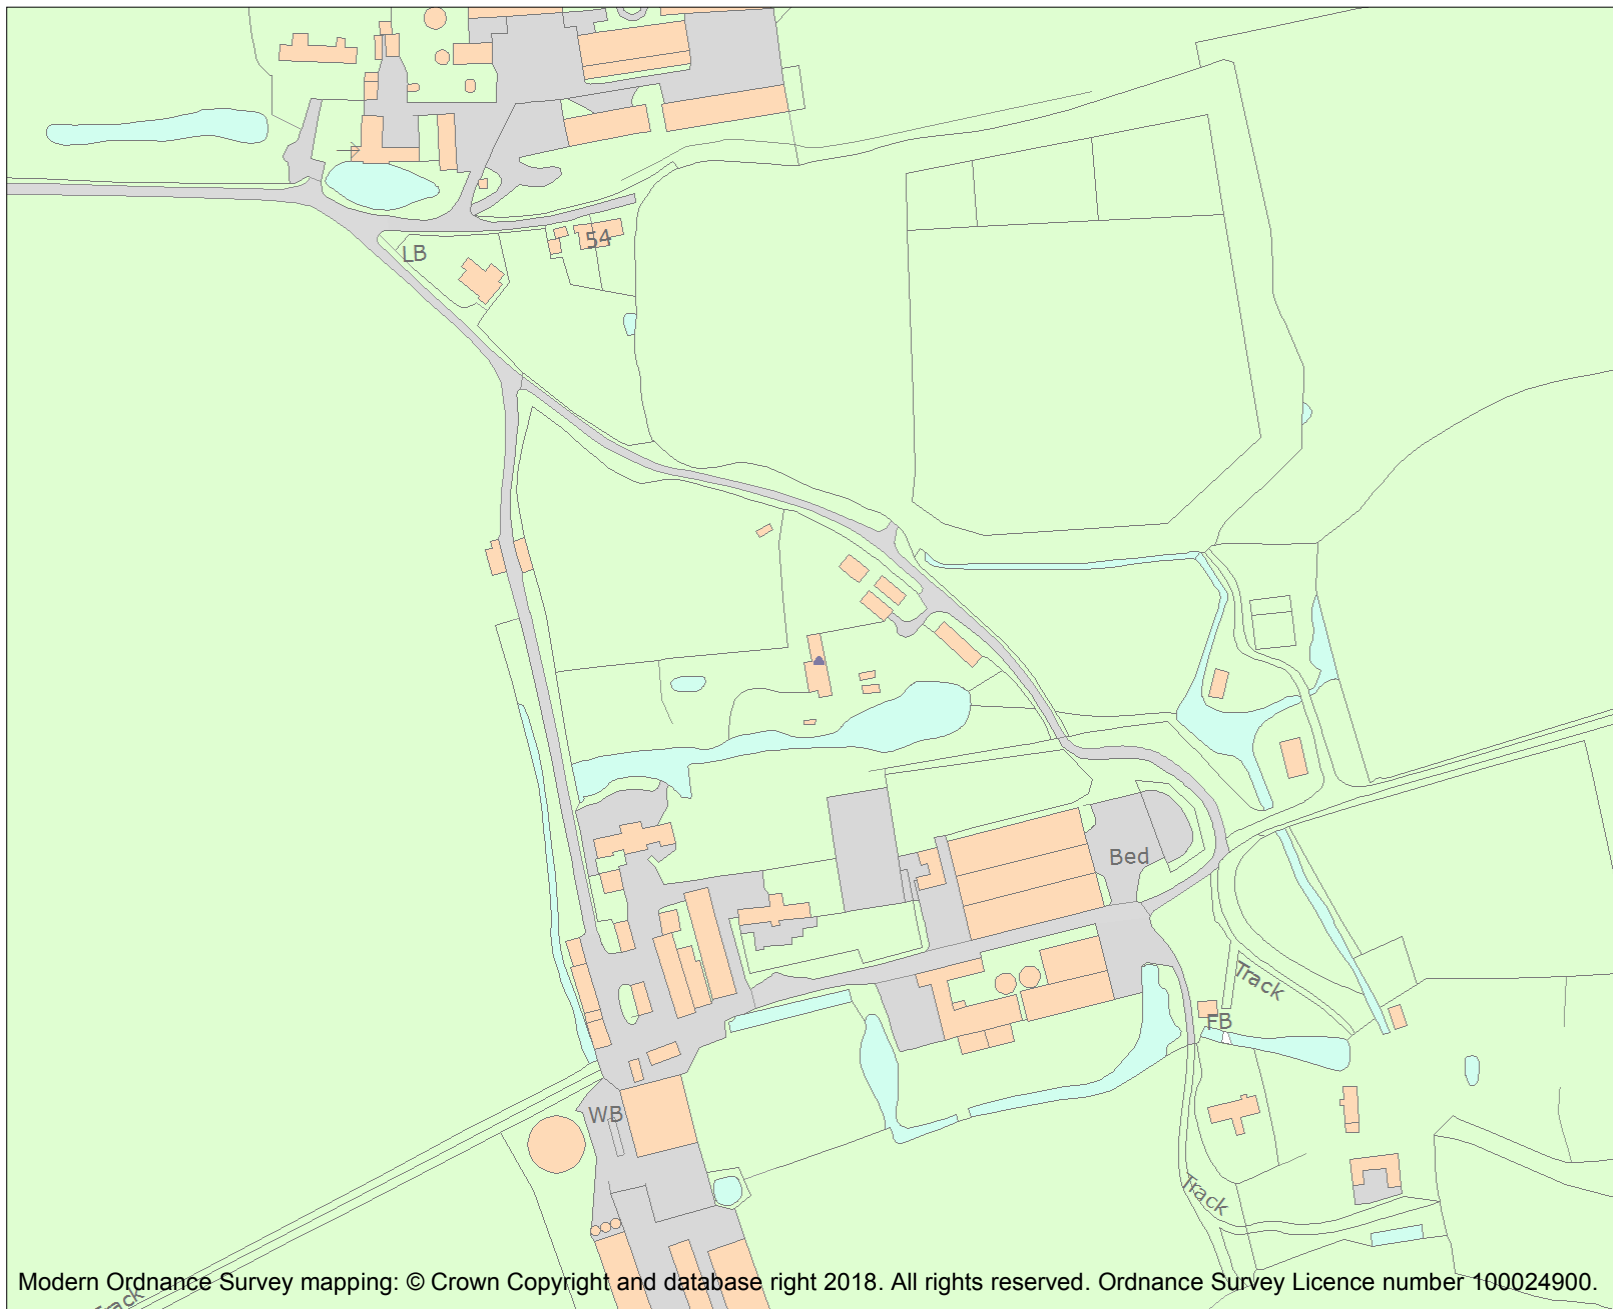 54
LB
Bed
Track
FB
WB
Track
Track
Modern Ordnance Survey mapping: © Crown Copyright and database right 2018. All rights reserved. Ordnance Survey Licence number 100024900.